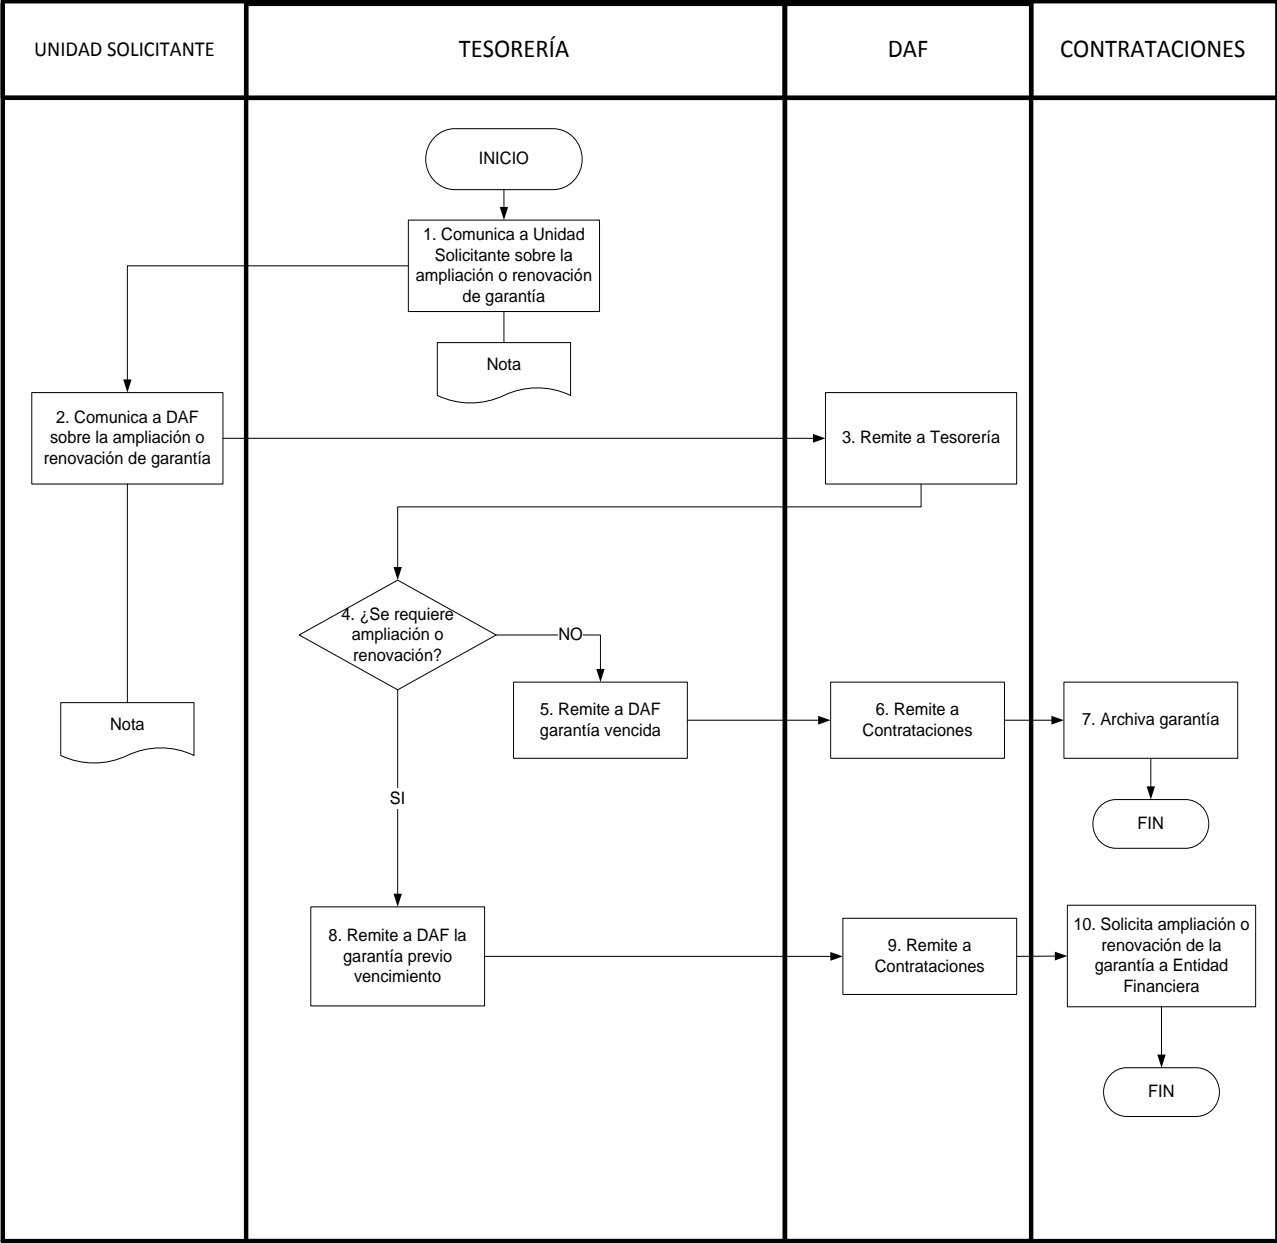 UNIDAD SOLICITANTE
TESORERÍA
DAF
CONTRATACIONES
INICIO
1. Comunica a Unidad
Solicitante sobre la
ampliación o renovación
de garantía
Nota
2. Comunica a DAF
sobre la ampliación o
renovación de garantía
3. Remite a Tesorería
4. ¿Se requiere
ampliación o
renovación?
NO
5. Remite a DAF
garantía vencida
6. Remite a
Contrataciones
7. Archiva garantía
Nota
SI
FIN
8. Remite a DAF la
garantía previo
vencimiento
9. Remite a
Contrataciones
10. Solicita ampliación o
renovación de la
garantía a Entidad
Financiera
FIN